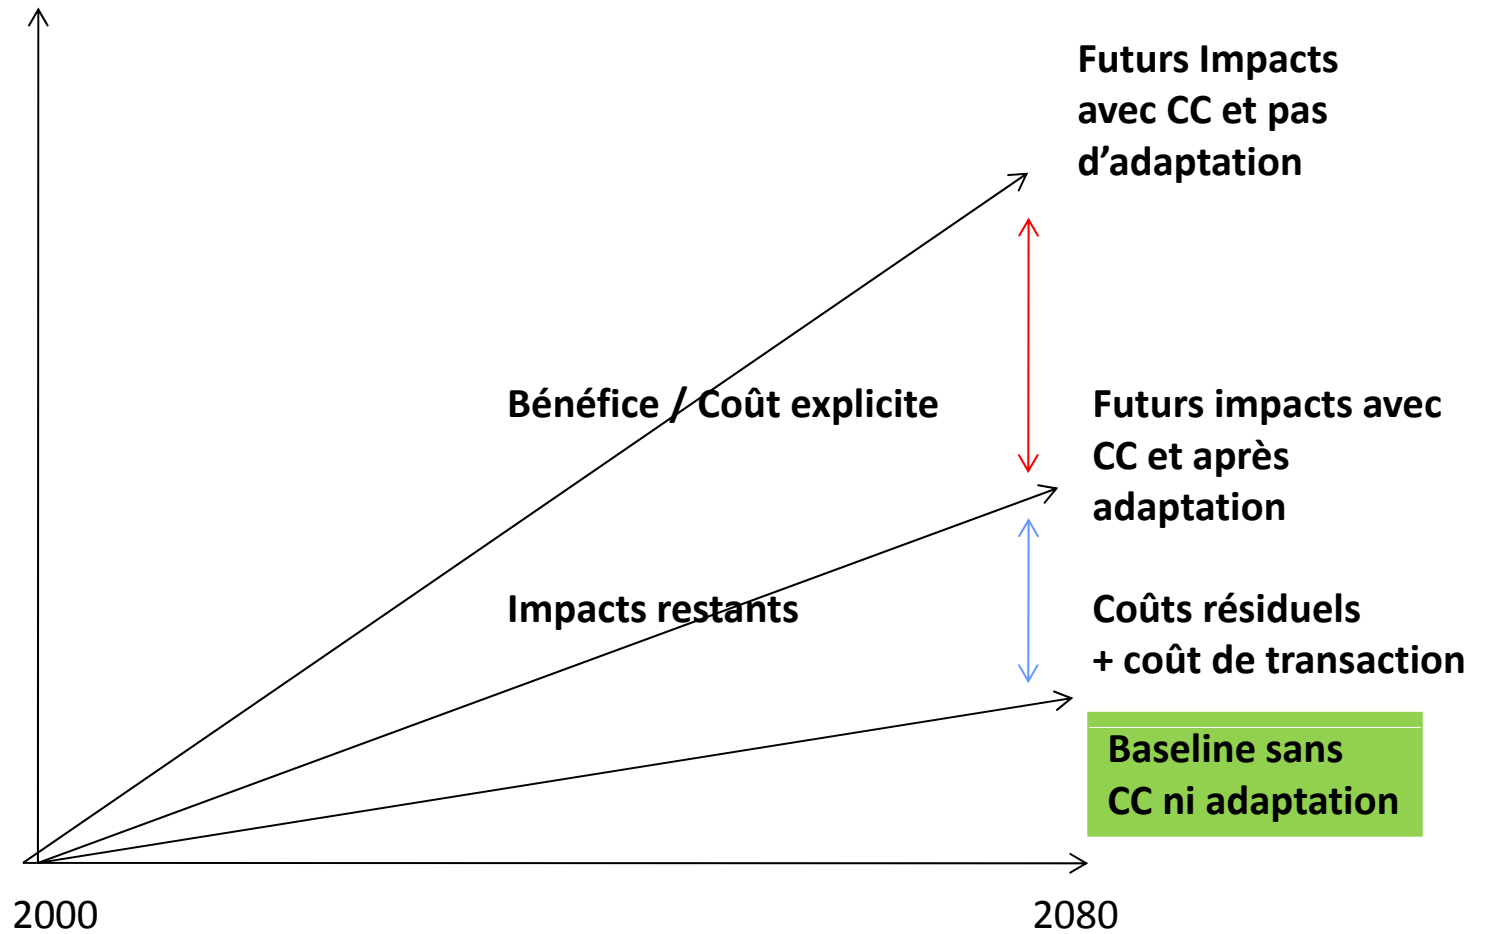 Futurs Impacts
avec CC et pas
d’adaptation
Bénéfice / Coût explicite
Futurs impacts avec
CC et après
adaptation
Impacts restants
Coûts résiduels
+ coût de transaction
Baseline sans
CC ni adaptation
2000
2080